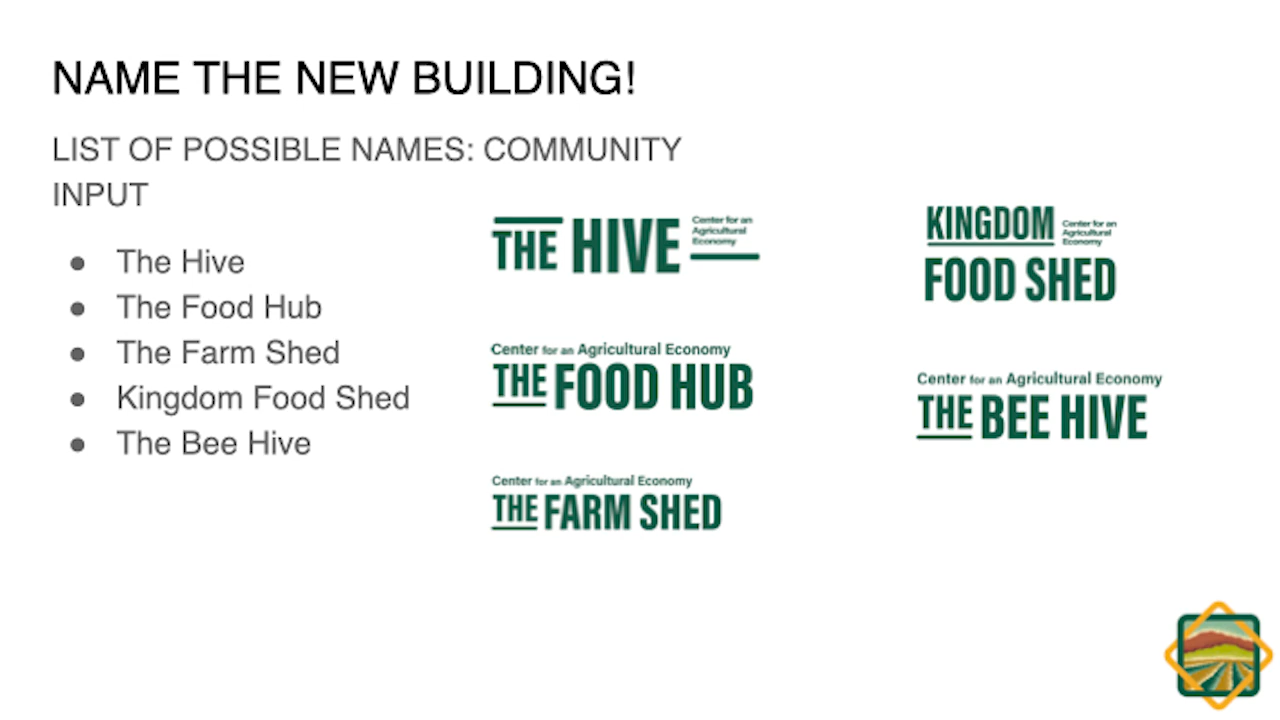 NAME THE NEW BUILDING!
LIST OF POSSIBLE NAMES: COMMUNITY
INPUT
● The Hive
● The Food Hub
● The Farm Shed
● Kingdom Food Shed
● The Bee Hive
THE HIVE
Center for an
Agricultural
Economy
Center for an Agricultural Economy
THE FOOD HUB
Center for an Agricultural Economy
THE FARM SHED
KINGDOM
Center for an
Agricultural
Economy
FOOD SHED
Center for an Agricultural Economy
THE BEE HIVE